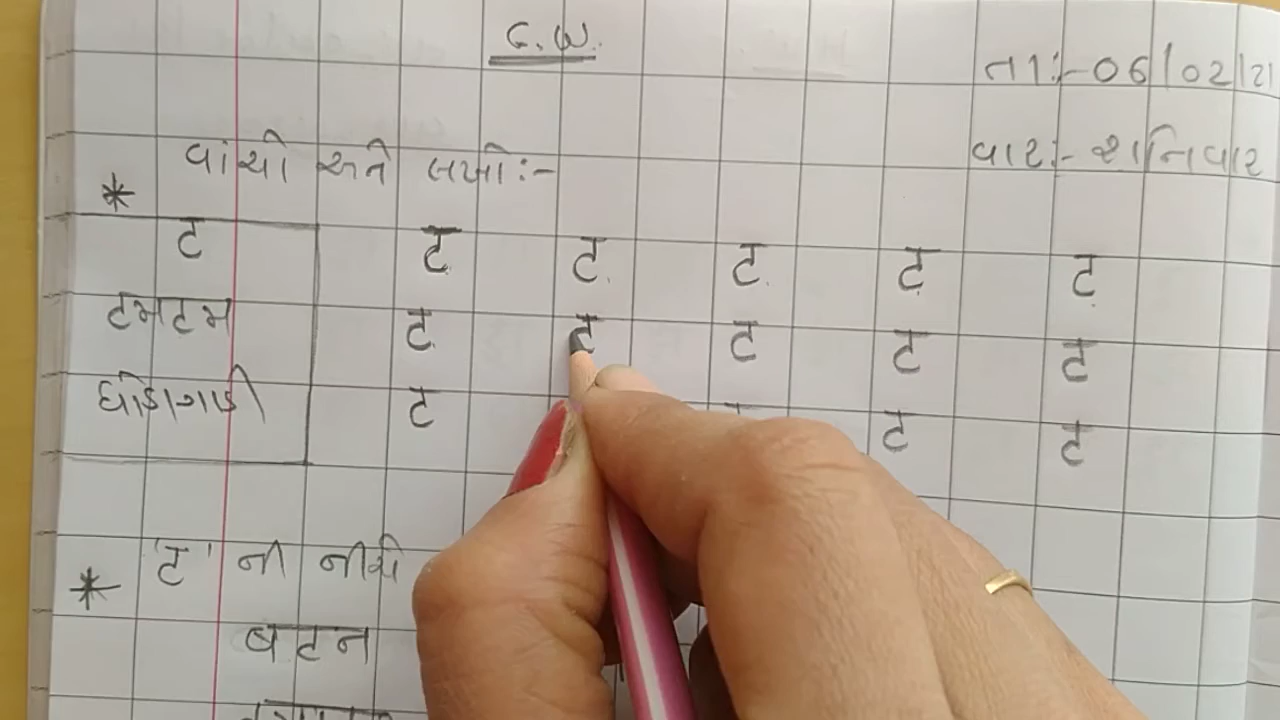 C.W.
તા:-06/02/21
વાંચો અને લખો:-
વાર:-શનિવાર
ટ ટ ટ ટ ટ ટ
ટમટમ ટ ટ ટ ટ ટ
ઘોડાગાડી ટ ટ ટ
'ટ' ની નીચે
બટન